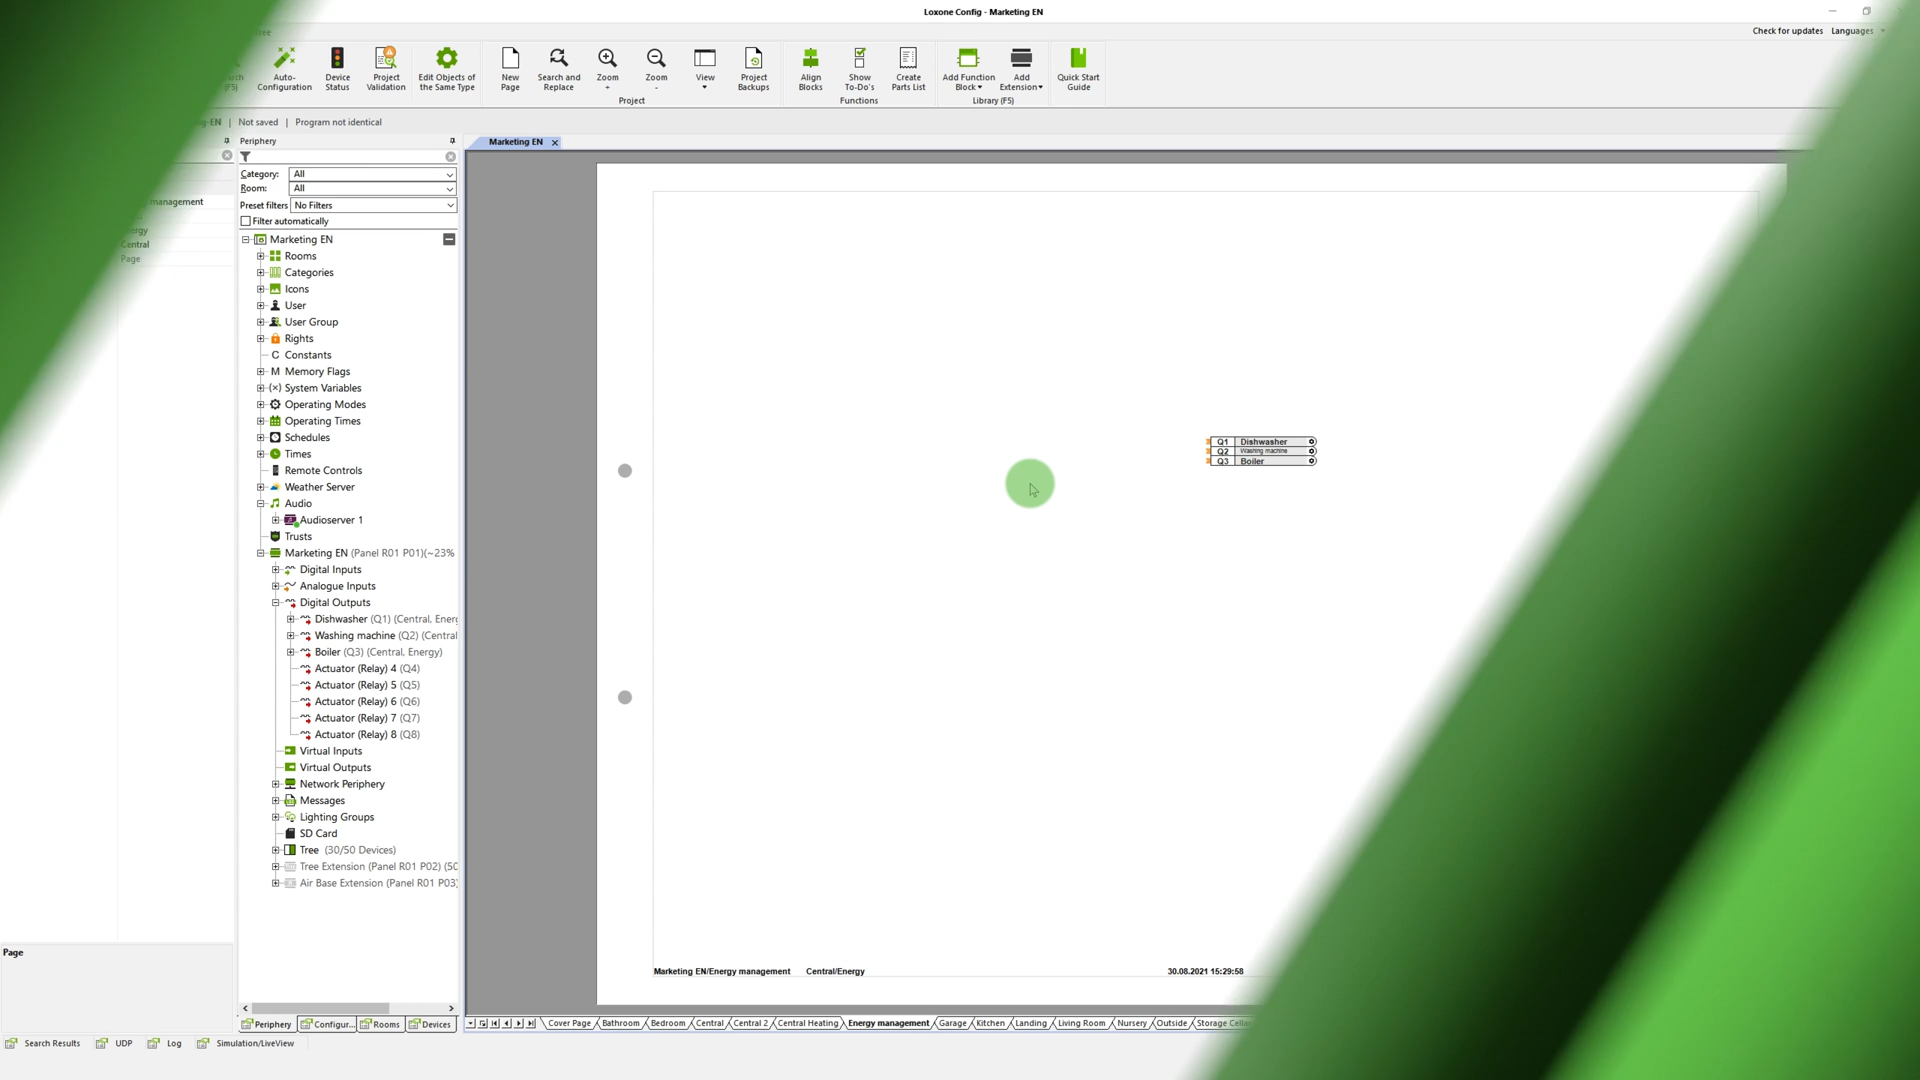 Loxone Config - Marketing EN
Check for updates Languages
Auto-Configuration
Device Status
Project Validation
Edit Objects of the Same Type
New Page
Search and Replace
Zoom +
Zoom -
View
Project Backups
Align Blocks
Show To-Do's
Create Parts List
Add Function Block
Add Extension
Quick Start Guide
Project
Functions
Library (F5)
-EN | Not saved | Program not identical
Periphery
Marketing EN
Category: All
Room: All
Preset filters No Filters
Filter automatically
management
Central
Page
Marketing EN
Rooms
Categories
Icons
User
User Group
Rights
C Constants
M Memory Flags
(x) System Variables
Operating Modes
Operating Times
Schedules
Times
Remote Controls
Weather Server
Audio
Audioserver 1
Trusts
Marketing EN (Panel R01 P01)(~23%
Digital Inputs
Analogue Inputs
Digital Outputs
Dishwasher (Q1) (Central, Energ
Washing machine (Q2) (Central
Boiler (Q3) (Central, Energy)
Actuator (Relay) 4 (Q4)
Actuator (Relay) 5 (Q5)
Actuator (Relay) 6 (Q6)
Actuator (Relay) 7 (Q7)
Actuator (Relay) 8 (Q8)
Virtual Inputs
Virtual Outputs
Network Periphery
Messages
Lighting Groups
SD Card
Tree (30/50 Devices)
Tree Extension (Panel R01 P02) (50
Air Base Extension (Panel R01 P03)
Q1 Dishwasher
Q2 Washing machine
Q3 Boiler
Page
Marketing EN/Energy management Central/Energy 30.08.2021 15:29:58
Periphery Configur... Rooms Devices
Cover Page Bathroom Bedroom Central Central 2 Central Heating Energy management Garage Kitchen Landing Living Room Nursery Outside Storage
Search Results UDP Log Simulation/LiveView